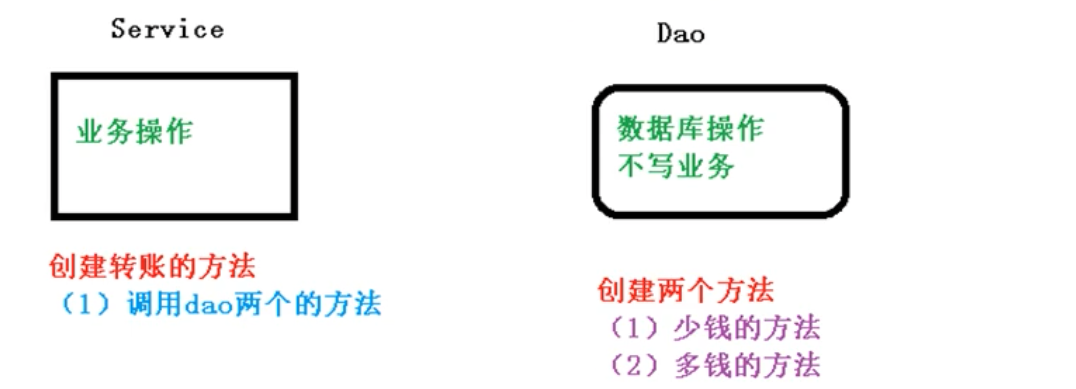 Service
业务操作
创建转账的方法
（1）调用dao两个的方法
Dao
数据库操作
不写业务
创建两个方法
（1）少钱的方法
（2）多钱的方法